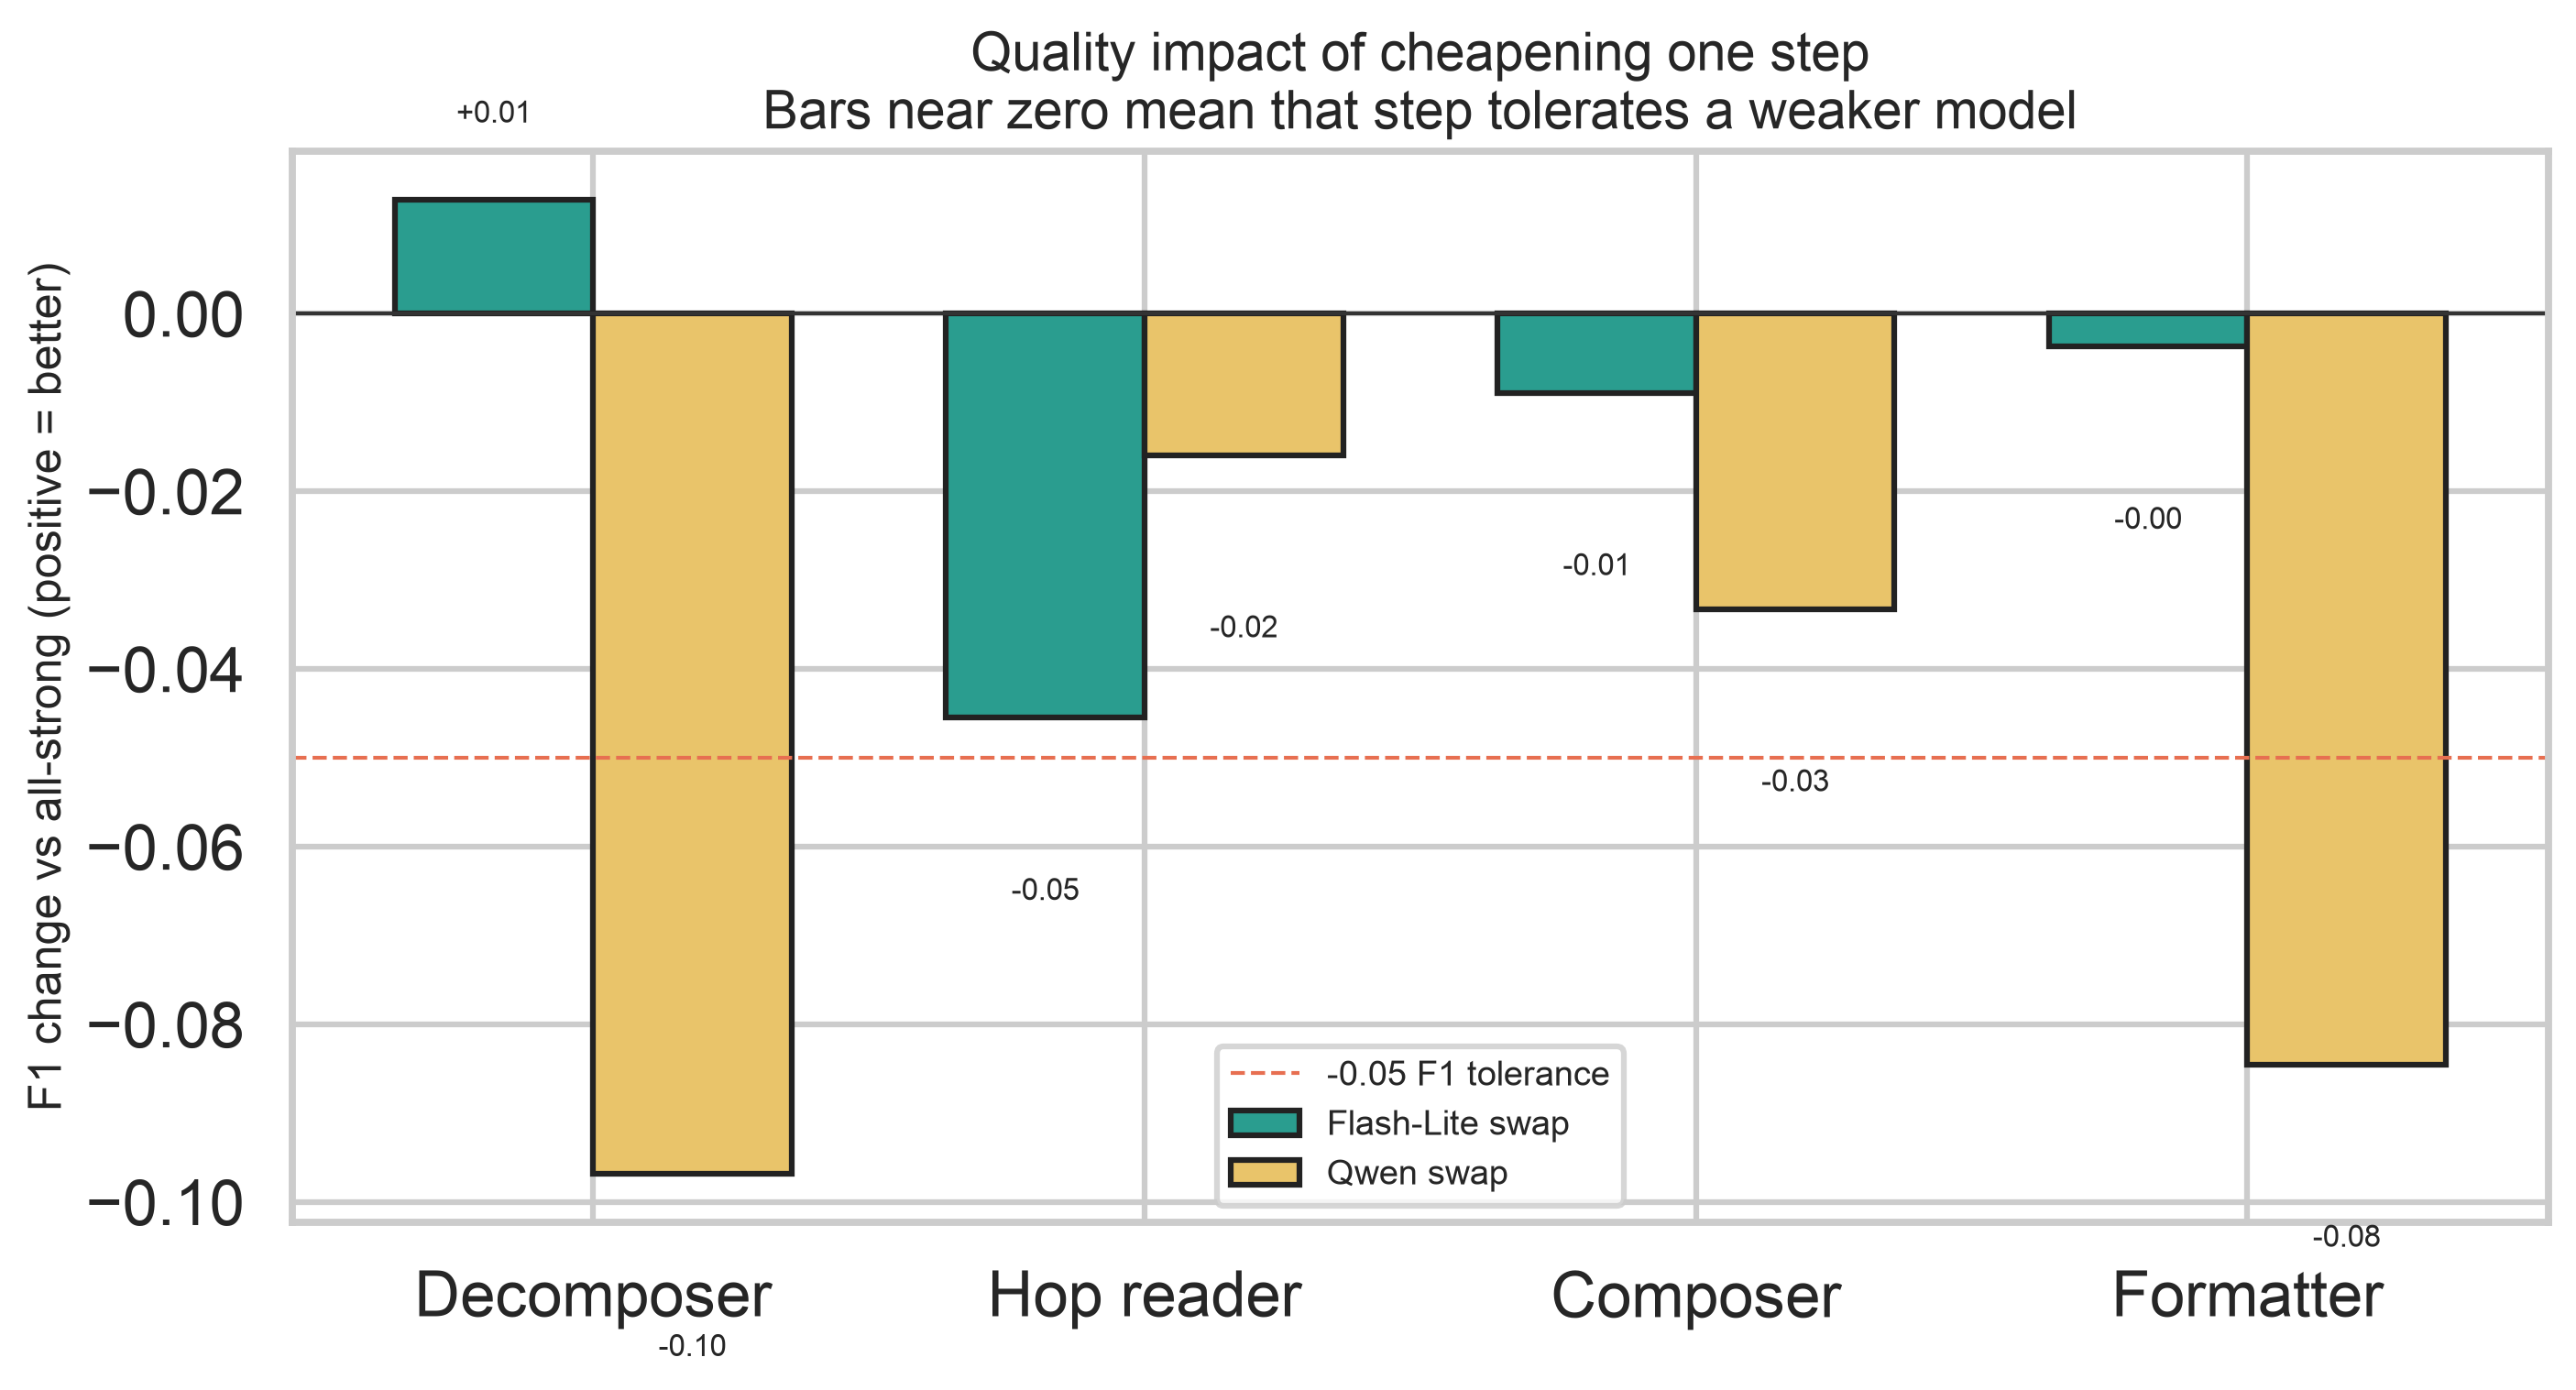 Quality impact of cheapening one step
Bars near zero mean that step tolerates a weaker model
+0.01
F1 change vs all-strong (positive = better)
0.00
−0.02
−0.04
−0.06
−0.08
−0.10
-0.00
-0.01
-0.02
-0.03
-0.05
-0.05 F1 tolerance
Flash-Lite swap
Qwen swap
-0.08
Decomposer
Hop reader
Composer
Formatter
-0.10